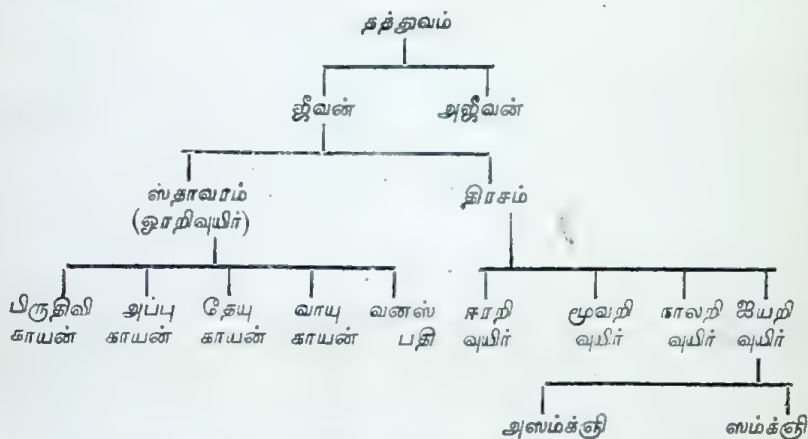 தத்துவம்
ஜீவன் அஜீவன்
ஸ்தாவரம் திரசம்
(ஓரறிவுயிர்)
பிருதிவி அப்பு தேயு வாயு வனஸ் ஈரறி மூவறி நாலறி ஐயறி
காயன் காயன் காயன் காயன் பதி வுயிர் வுயிர் வுயிர் வுயிர்
அஸம்க்ஞி ஸம்க்ஞி